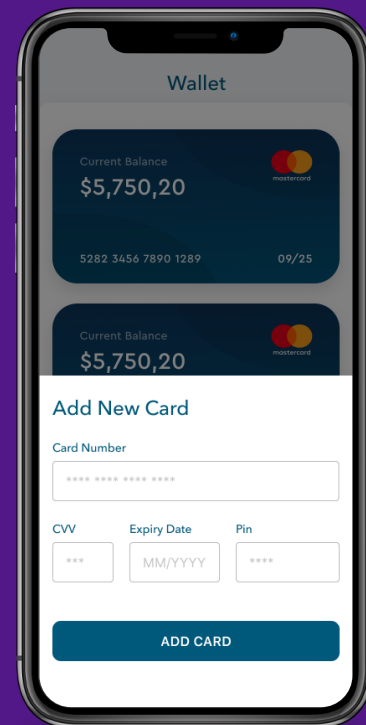 Wallet
Current Balance
$5,750,20
mastercard
5282 3456 7890 1289 09/25
Current Balance
$5,750,20
mastercard
Add New Card
Card Number
**** **** **** ****
CVV Expiry Date Pin
*** MM/YYYY ****
ADD CARD